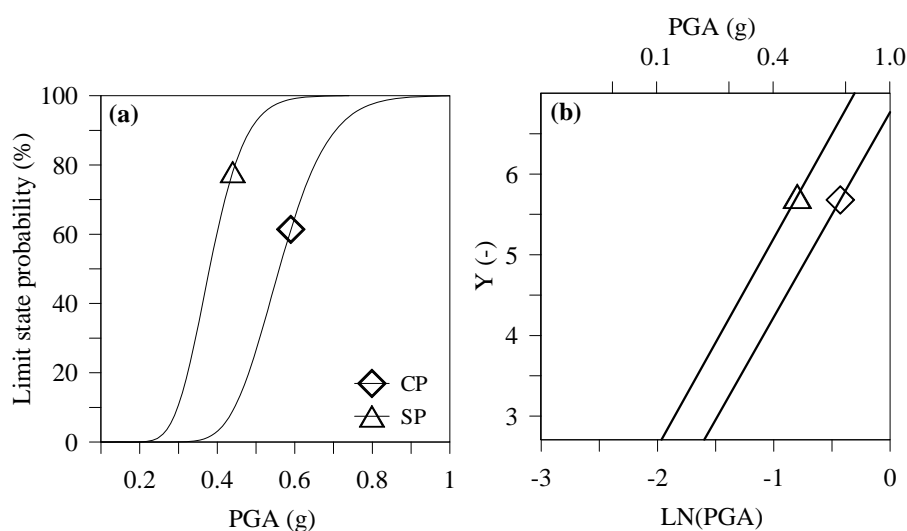 PGA (g)
0.1 0.4 1.0
100
80
60
40
20
0
Limit state probability (%)
(a)
CP
SP
0.2 0.4 0.6 0.8 1
PGA (g)
(b)
6
5
4
3
Y (-)
-3 -2 -1 0
LN(PGA)